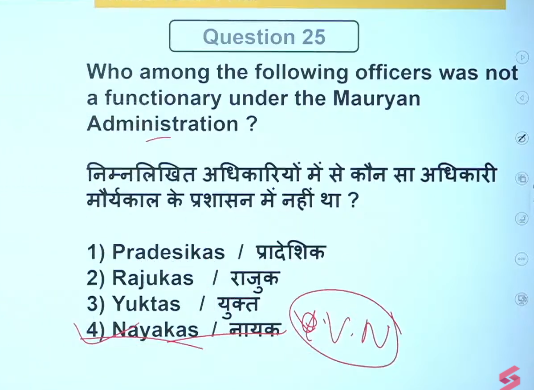 Question 25
Who among the following officers was not
a functionary under the Mauryan
Administration ?
निम्नलिखित अधिकारियों में से कौन सा अधिकारी
मौर्यकाल के प्रशासन में नहीं था ?
1) Pradesikas / प्रादेशिक
2) Rajukas / राजुक
3) Yuktas / युक्त
4) Nayakas / नायक
V.N